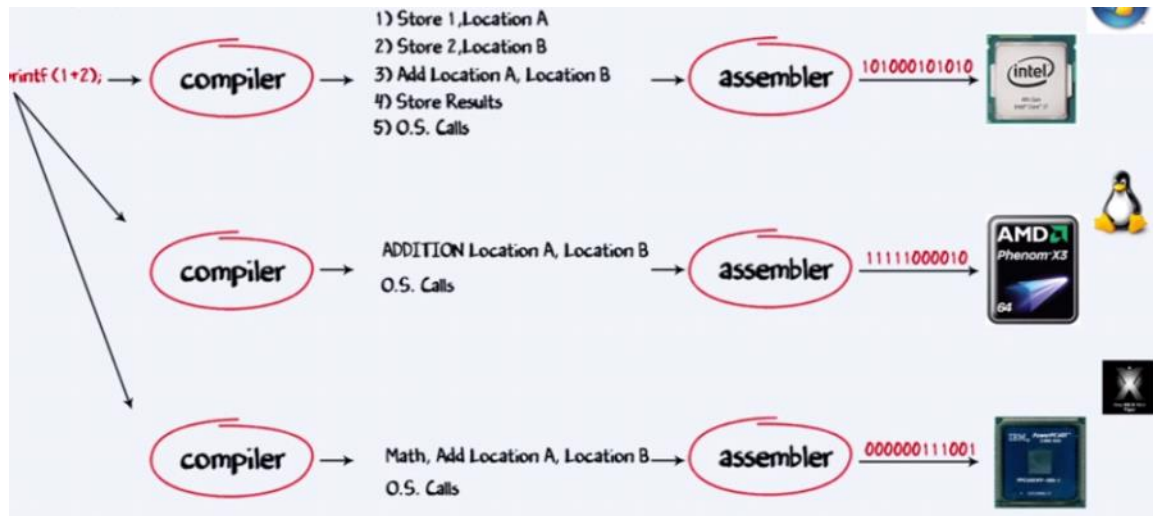 1) Store 1,Location A
2) Store 2,Location B
rintf (1+2);
compiler
3) Add Location A, Location B
assembler
101000101010
4) Store Results
5) O.S. Calls
intel
compiler
ADDITION Location A, Location B
O.S. Calls
assembler
11111000010
AMD
Phenom X3
64
compiler
Math, Add Location A, Location B
O.S. Calls
assembler
000000111001
IBM PowerPC
X